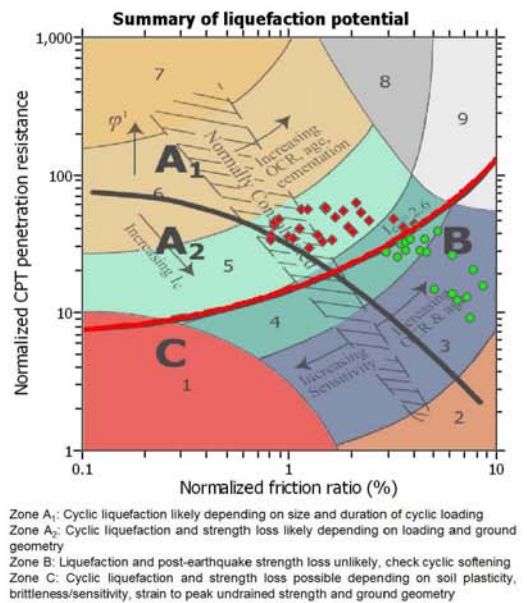 Summary of liquefaction potential
1,000
100
10
1
Normalized CPT penetration resistance
7
8
9
φ'
A1
Normally Consolidated
Increasing
OCR, age,
cementation
6
A2
Increasing Ic
5
B
4
3
Increasing
OCR & age
Increasing
Sensitivity
C
1
2
0.1
1
10
Normalized friction ratio (%)
Zone A1: Cyclic liquefaction likely depending on size and duration of cyclic loading
Zone A2: Cyclic liquefaction and strength loss likely depending on loading and ground
geometry
Zone B: Liquefaction and post-earthquake strength loss unlikely, check cyclic softening
Zone C: Cyclic liquefaction and strength loss possible depending on soil plasticity,
brittleness/sensitivity, strain to peak undrained strength and ground geometry